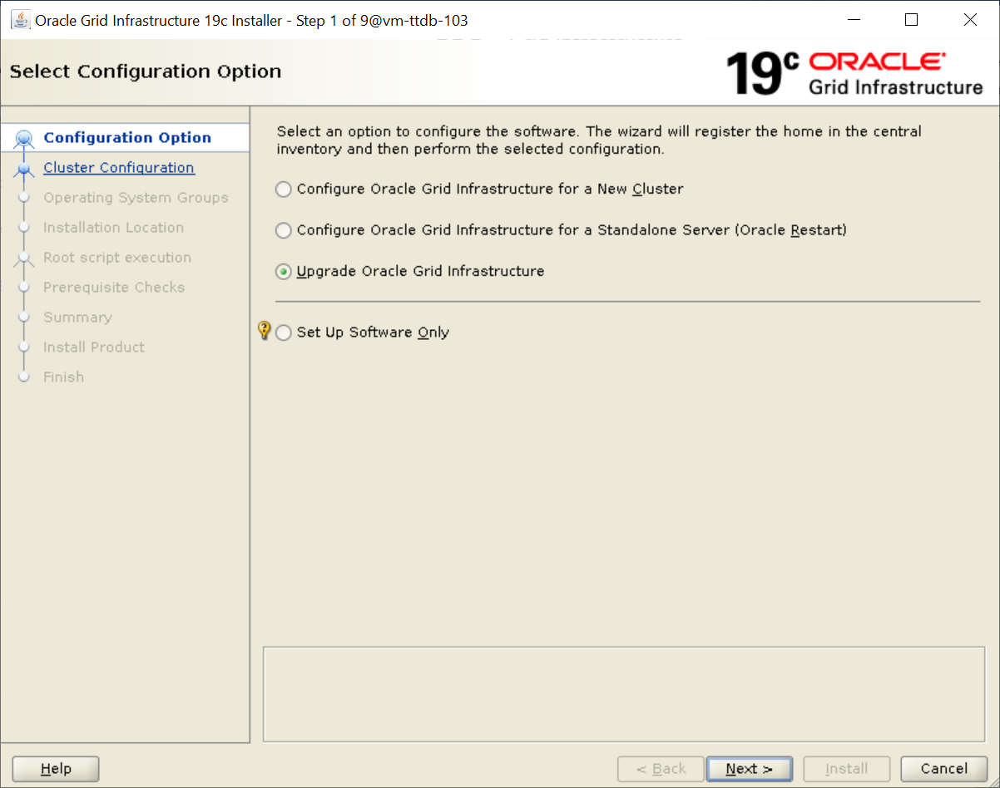 Oracle Grid Infrastructure 19c Installer - Step 1 of 9@vm-ttdb-103
Select Configuration Option
19c ORACLE
Grid Infrastructure
Configuration Option
Cluster Configuration
Operating System Groups
Installation Location
Root script execution
Prerequisite Checks
Summary
Install Product
Finish
Select an option to configure the software. The wizard will register the home in the central
inventory and then perform the selected configuration.
Configure Oracle Grid Infrastructure for a New Cluster
Configure Oracle Grid Infrastructure for a Standalone Server (Oracle Restart)
Upgrade Oracle Grid Infrastructure
Set Up Software Only
Help
< Back
Next >
Install
Cancel